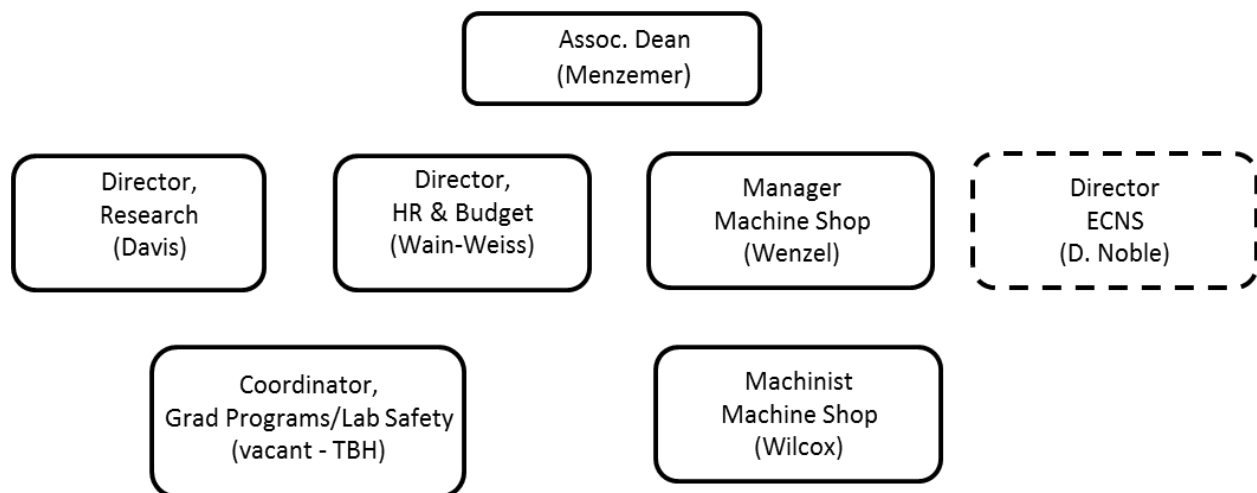 Assoc. Dean
(Menzemer)
Director,
Research
(Davis)
Director,
HR & Budget
(Wain-Weiss)
Manager
Machine Shop
(Wenzel)
Director
ECNS
(D. Noble)
Coordinator,
Grad Programs/Lab Safety
(vacant - TBH)
Machinist
Machine Shop
(Wilcox)